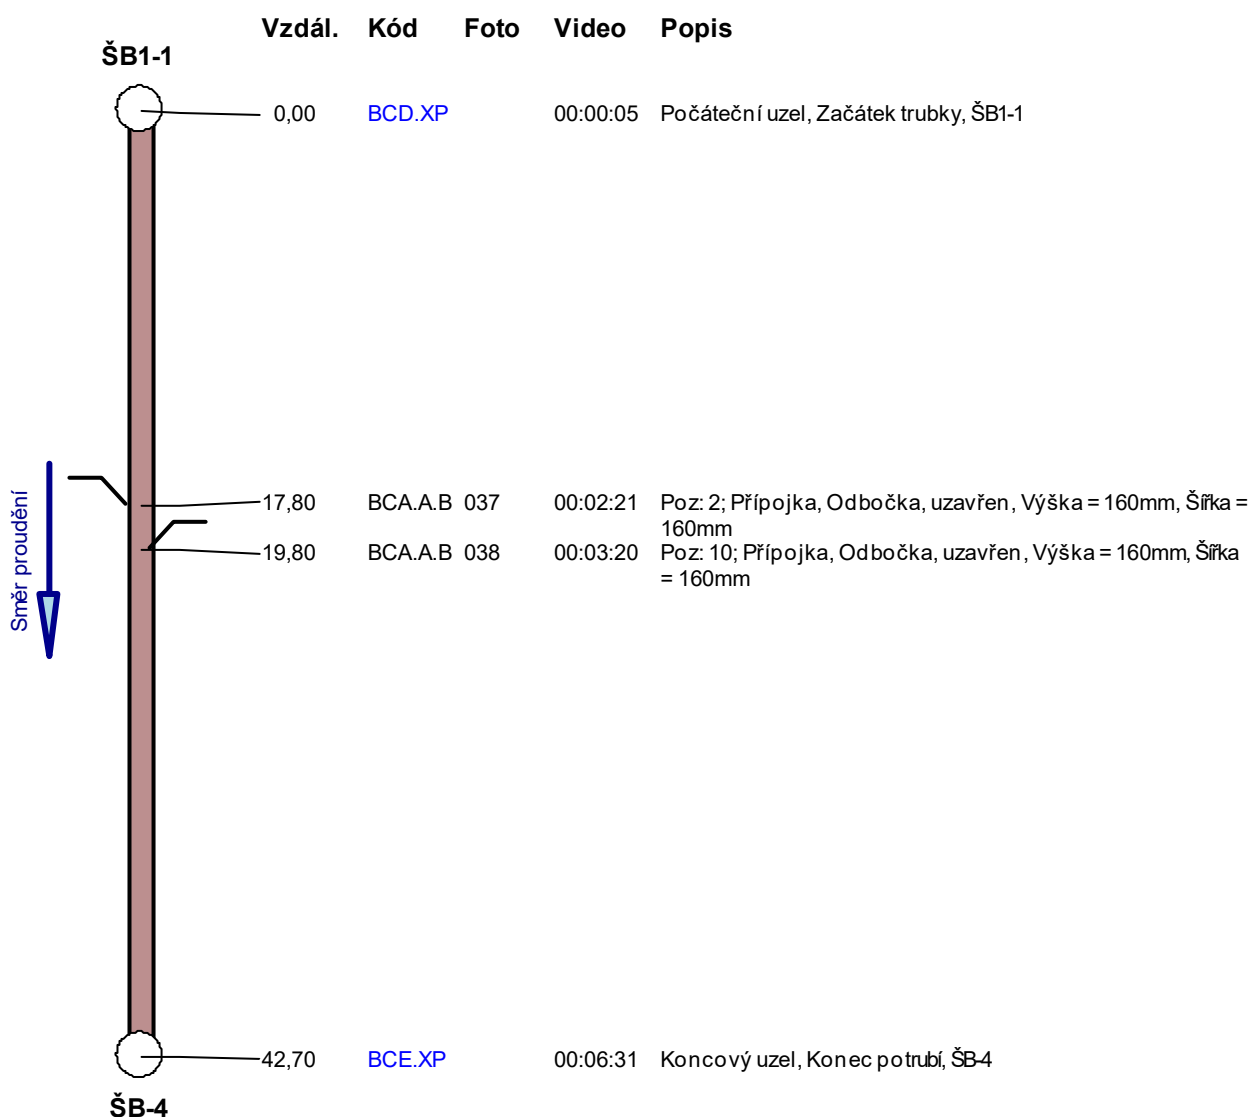 Vzdál. Kód Foto Video Popis
ŠB1-1
0,00 BCD.XP 00:00:05 Počáteční uzel, Začátek trubky, ŠB1-1
Směr proudění
17,80 BCA.A.B 037 00:02:21 Poz: 2; Přípojka, Odbočka, uzavřen, Výška = 160mm, Šířka =
160mm
19,80 BCA.A.B 038 00:03:20 Poz: 10; Přípojka, Odbočka, uzavřen, Výška = 160mm, Šířka
= 160mm
42,70 BCE.XP 00:06:31 Koncový uzel, Konec potrubí, ŠB-4
ŠB-4